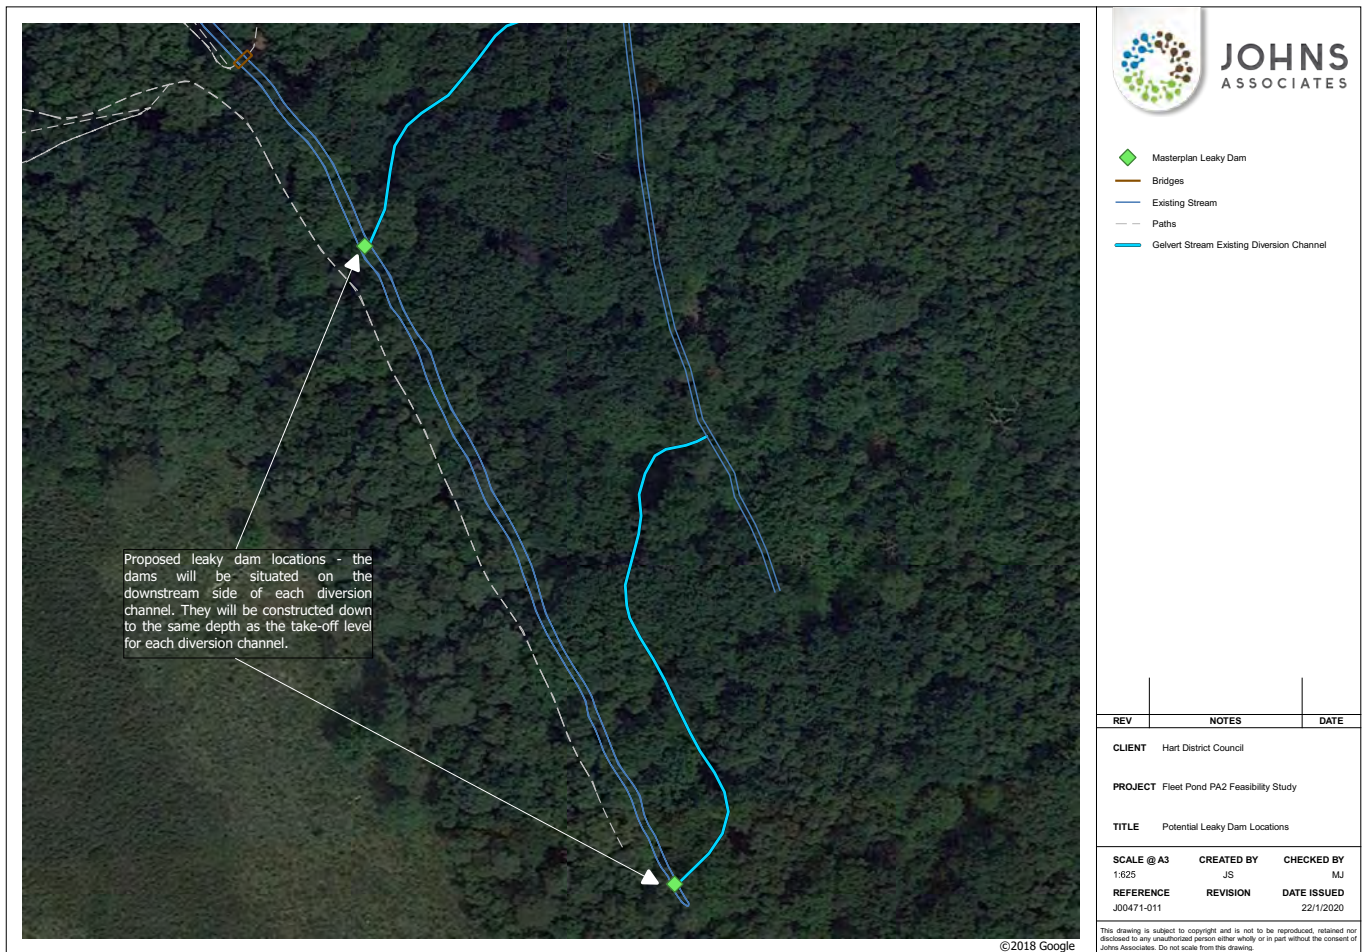 JOHNS
ASSOCIATES
Masterplan Leaky Dam
Bridges
Existing Stream
Paths
Gelvert Stream Existing Diversion Channel
Proposed leaky dam locations - the
dams will be situated on the
downstream side of each diversion
channel. They will be constructed down
to the same depth as the take-off level
for each diversion channel.
REV NOTES DATE
CLIENT Hart District Council
PROJECT Fleet Pond PA2 Feasibility Study
TITLE Potential Leaky Dam Locations
SCALE @ A3 CREATED BY CHECKED BY
1:625 JS MJ
REFERENCE REVISION DATE ISSUED
J00471-011 22/1/2020
This drawing is subject to copyright and is not to be reproduced, retained nor
disclosed to any unauthorized person either wholly or in part without the consent of
Johns Associates. Do not scale from this drawing.
©2018 Google